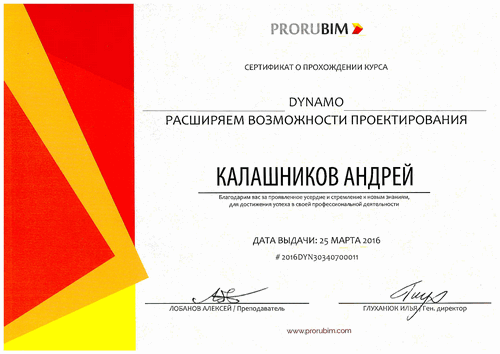 PRORUBIM
СЕРТИФИКАТ О ПРОХОЖДЕНИИ КУРСА
DYNAMO
РАСШИРЯЕМ ВОЗМОЖНОСТИ ПРОЕКТИРОВАНИЯ
КАЛАШНИКОВ АНДРЕЙ
Благодарим вас за проявленное усердие и стремление к новым знаниям,
для достижения успеха в своей профессиональной деятельности
ДАТА ВЫДАЧИ: 25 МАРТА 2016
# 2016DYN30340700011
ЛОБАНОВ АЛЕКСЕЙ / Преподаватель
ГЛУХАНЮК ИЛЬЯ / Ген. директор
www.prorubim.com